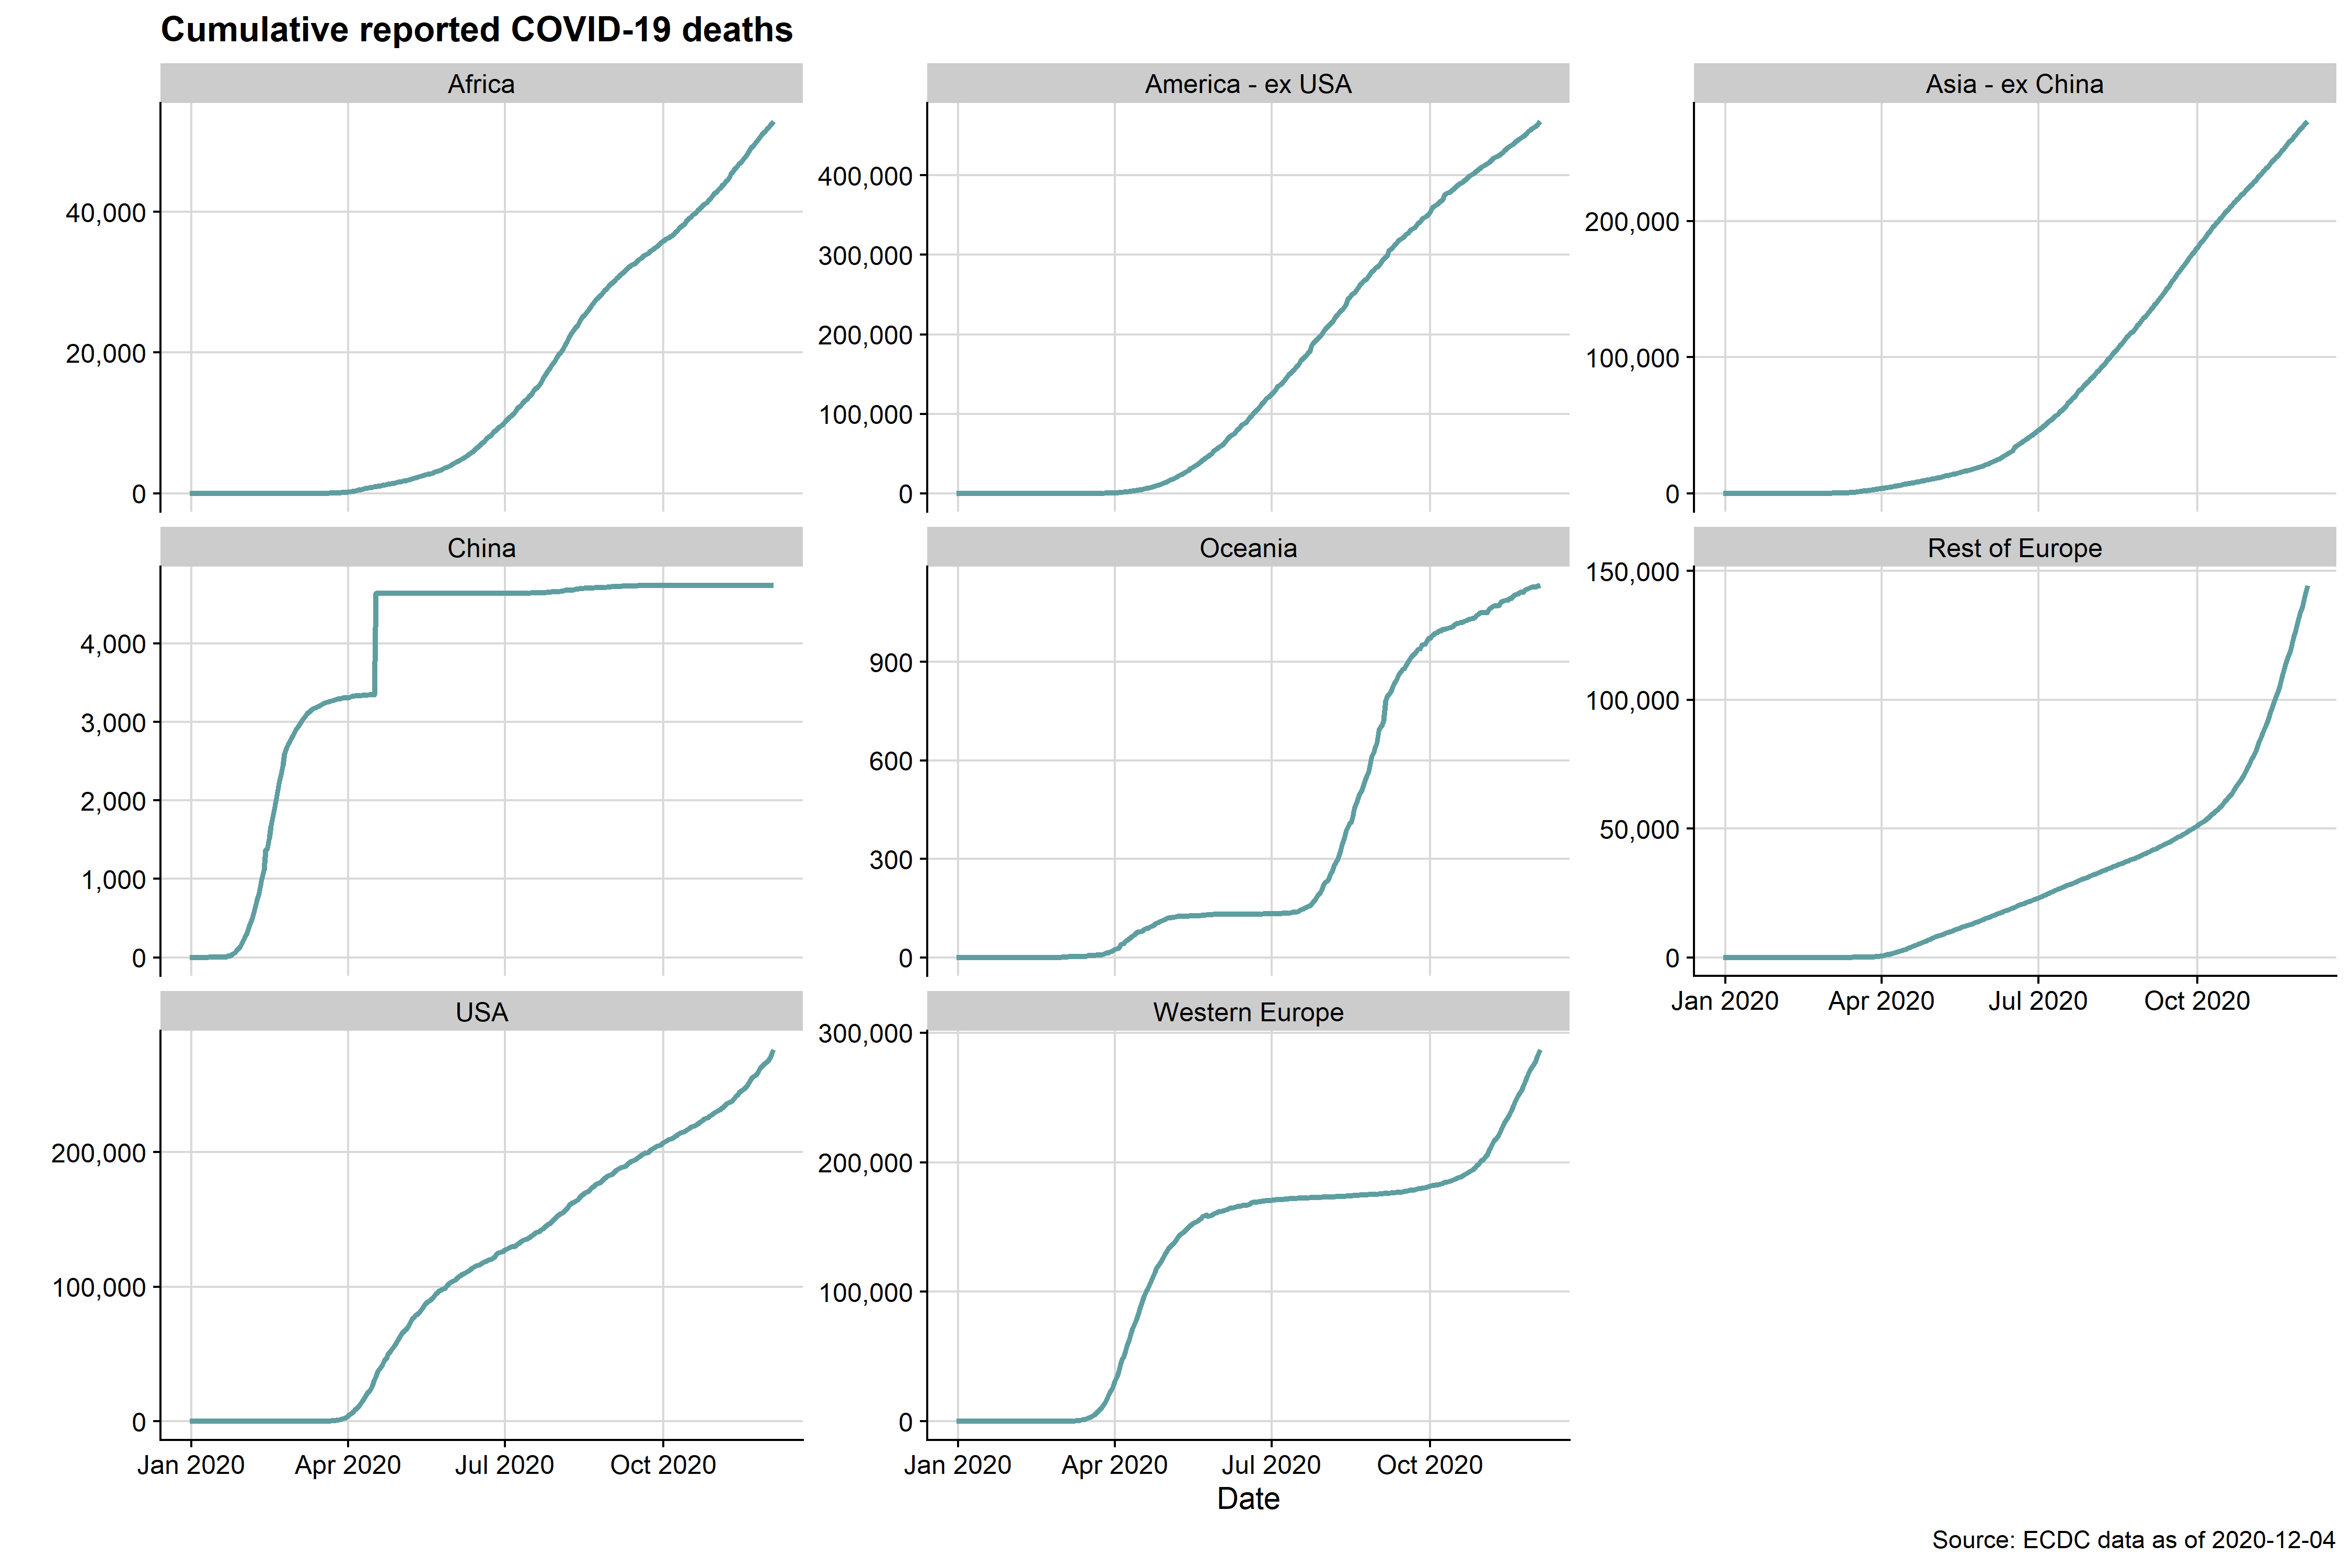 Cumulative reported COVID-19 deaths
Africa
40,000
20,000
0
America - ex USA
400,000
300,000
200,000
100,000
0
Asia - ex China
200,000
100,000
0
China
4,000
3,000
2,000
1,000
0
Oceania
900
600
300
0
Rest of Europe
150,000
100,000
50,000
0
Jan 2020 Apr 2020 Jul 2020 Oct 2020
USA
200,000
100,000
0
Jan 2020 Apr 2020 Jul 2020 Oct 2020
Western Europe
300,000
200,000
100,000
0
Jan 2020 Apr 2020 Jul 2020 Oct 2020
Date
Source: ECDC data as of 2020-12-04